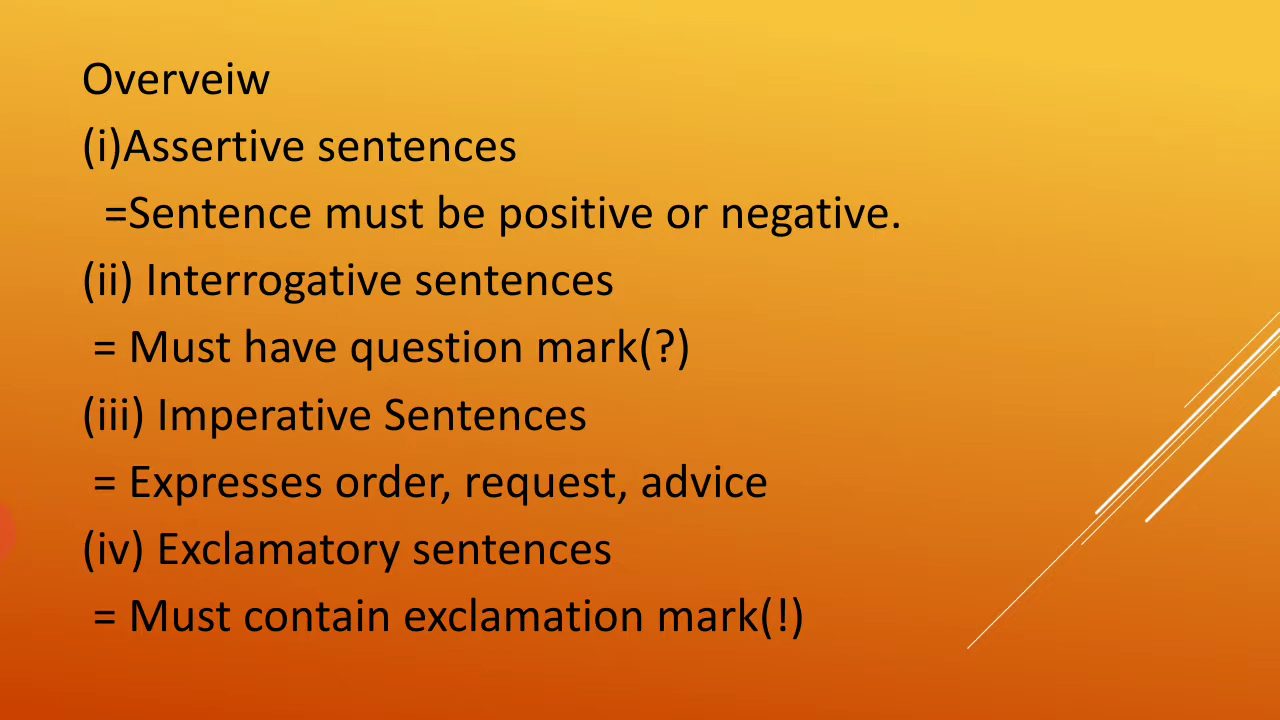 Overveiw
(i)Assertive sentences
=Sentence must be positive or negative.
(ii) Interrogative sentences
= Must have question mark(?)
(iii) Imperative Sentences
= Expresses order, request, advice
(iv) Exclamatory sentences
= Must contain exclamation mark(!)